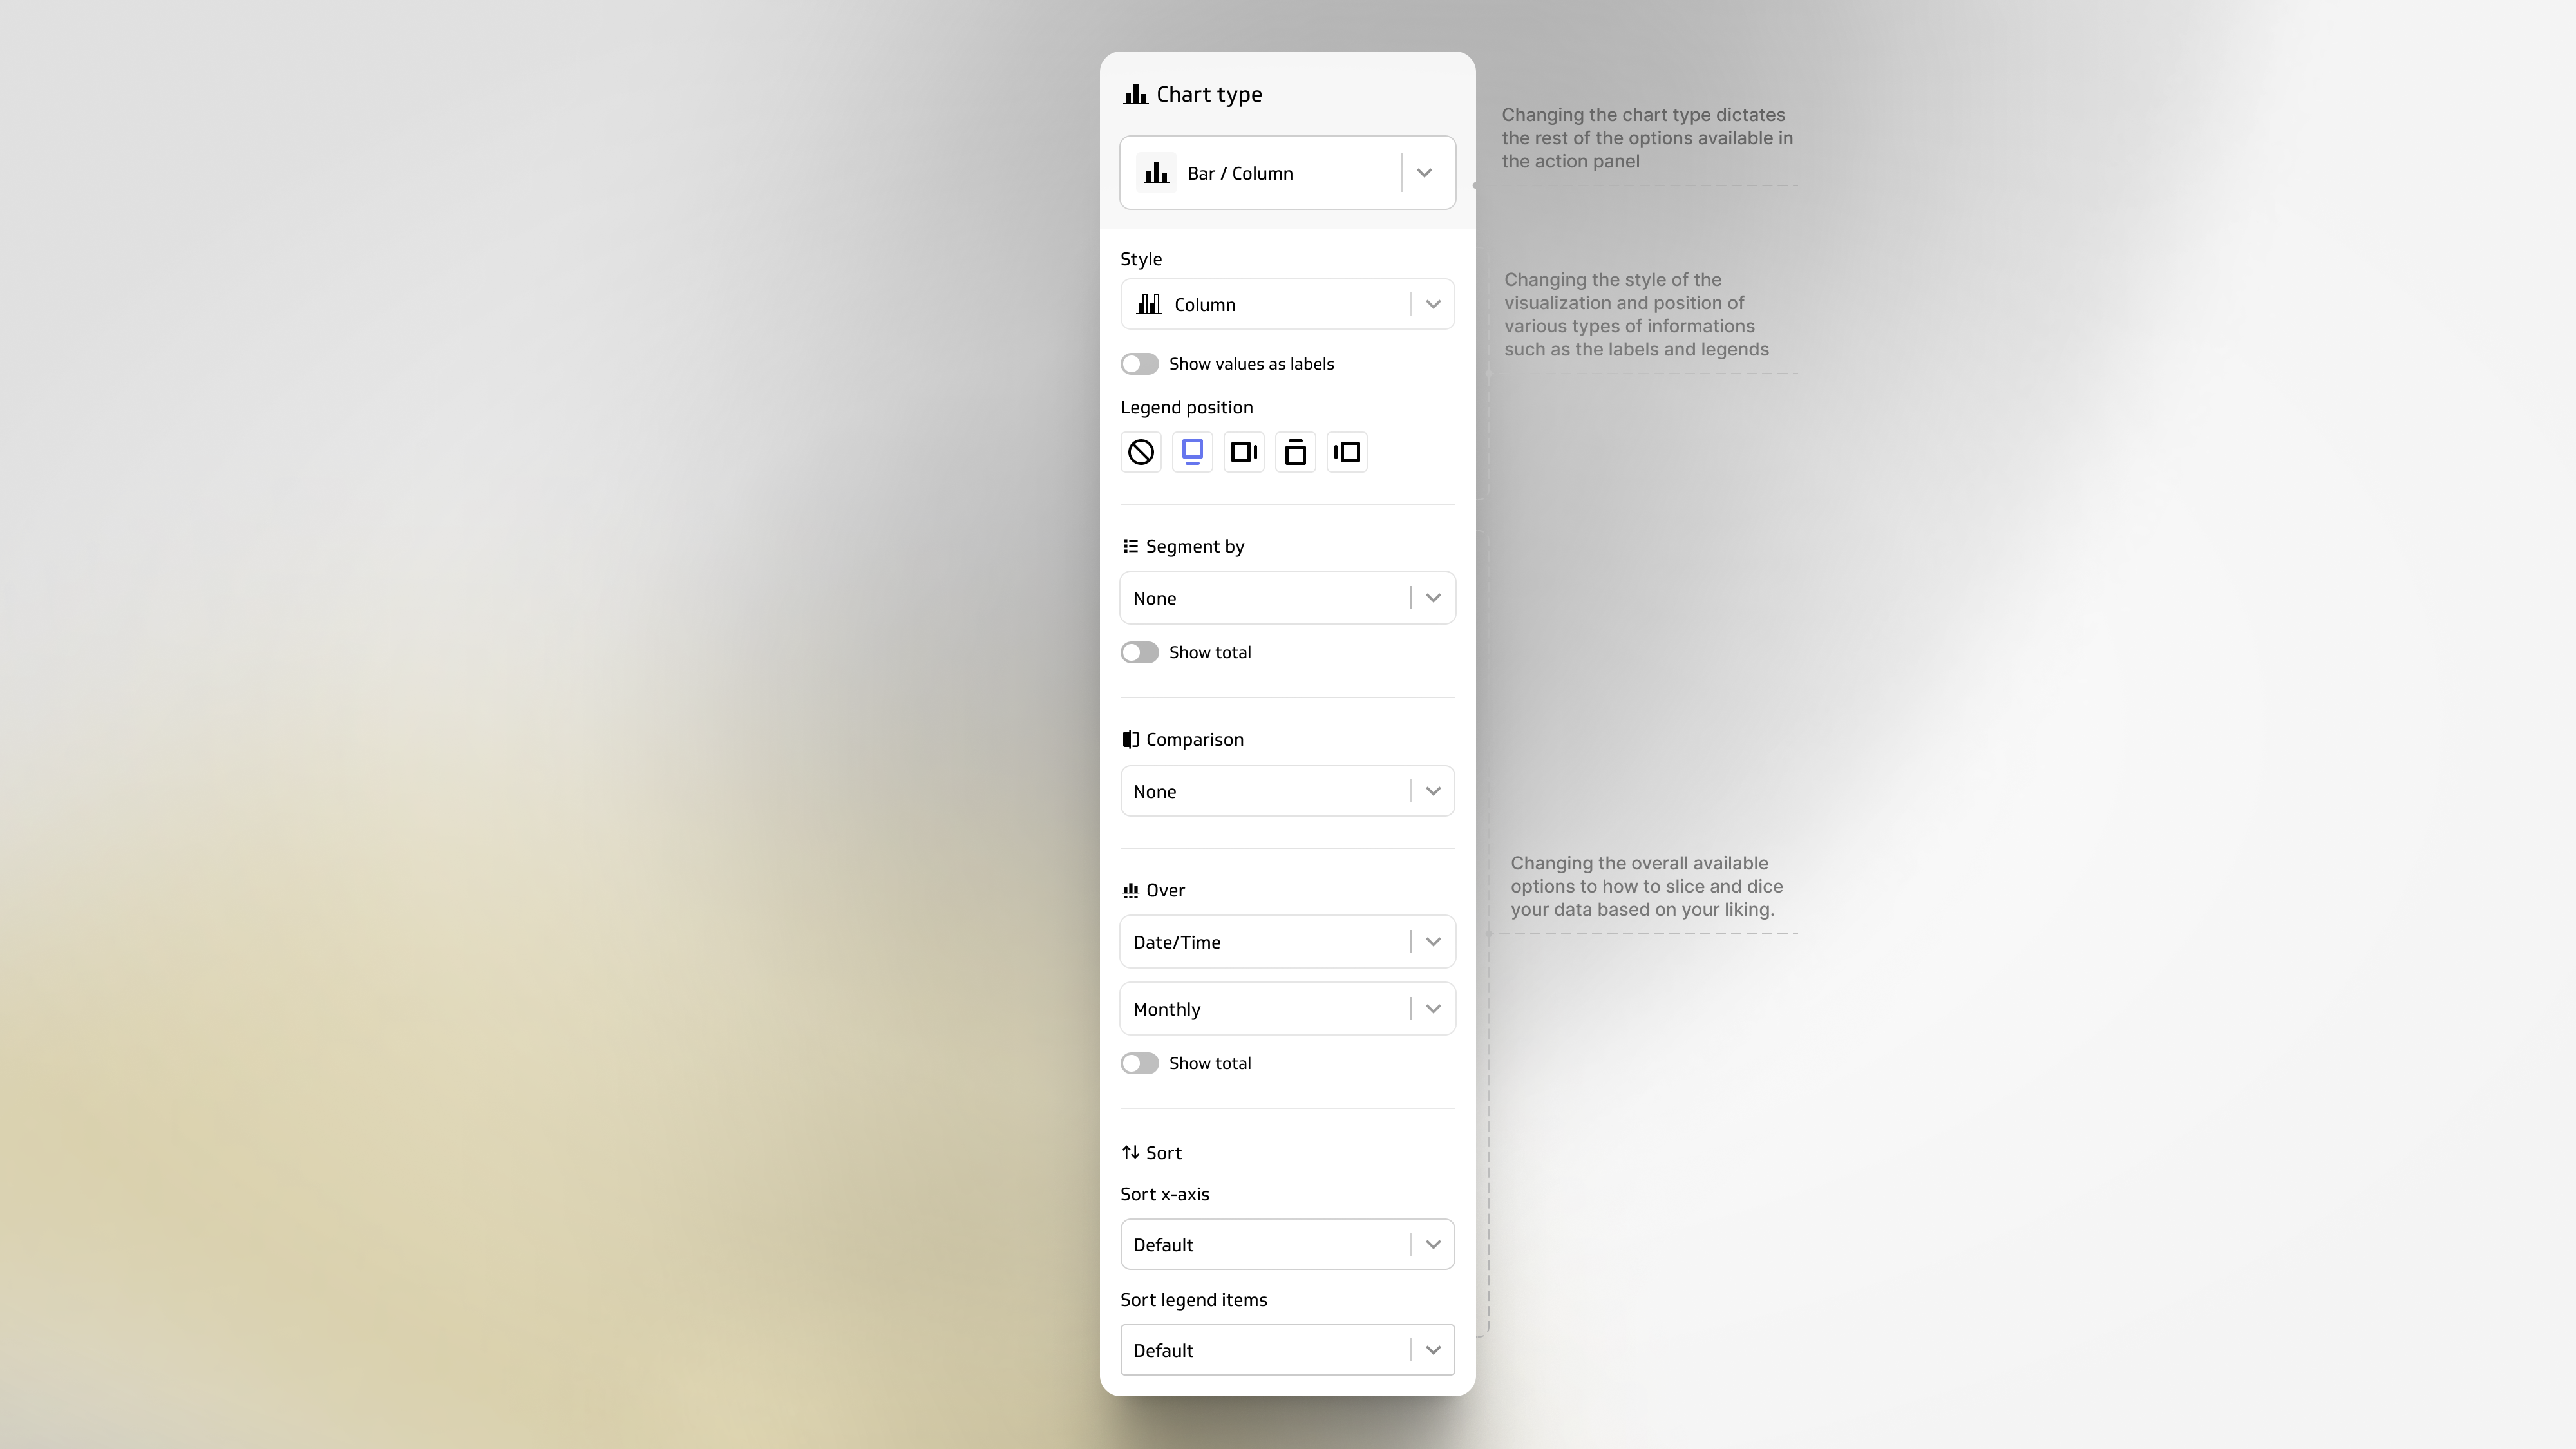 Chart type
Bar / Column
Changing the chart type dictates
the rest of the options available in
the action panel
Style
Column
Show values as labels
Legend position
Changing the style of the
visualization and position of
various types of informations
such as the labels and legends
Segment by
None
Show total
Comparison
None
Over
Date/Time
Monthly
Show total
Changing the overall available
options to how to slice and dice
your data based on your liking.
Sort
Sort x-axis
Default
Sort legend items
Default